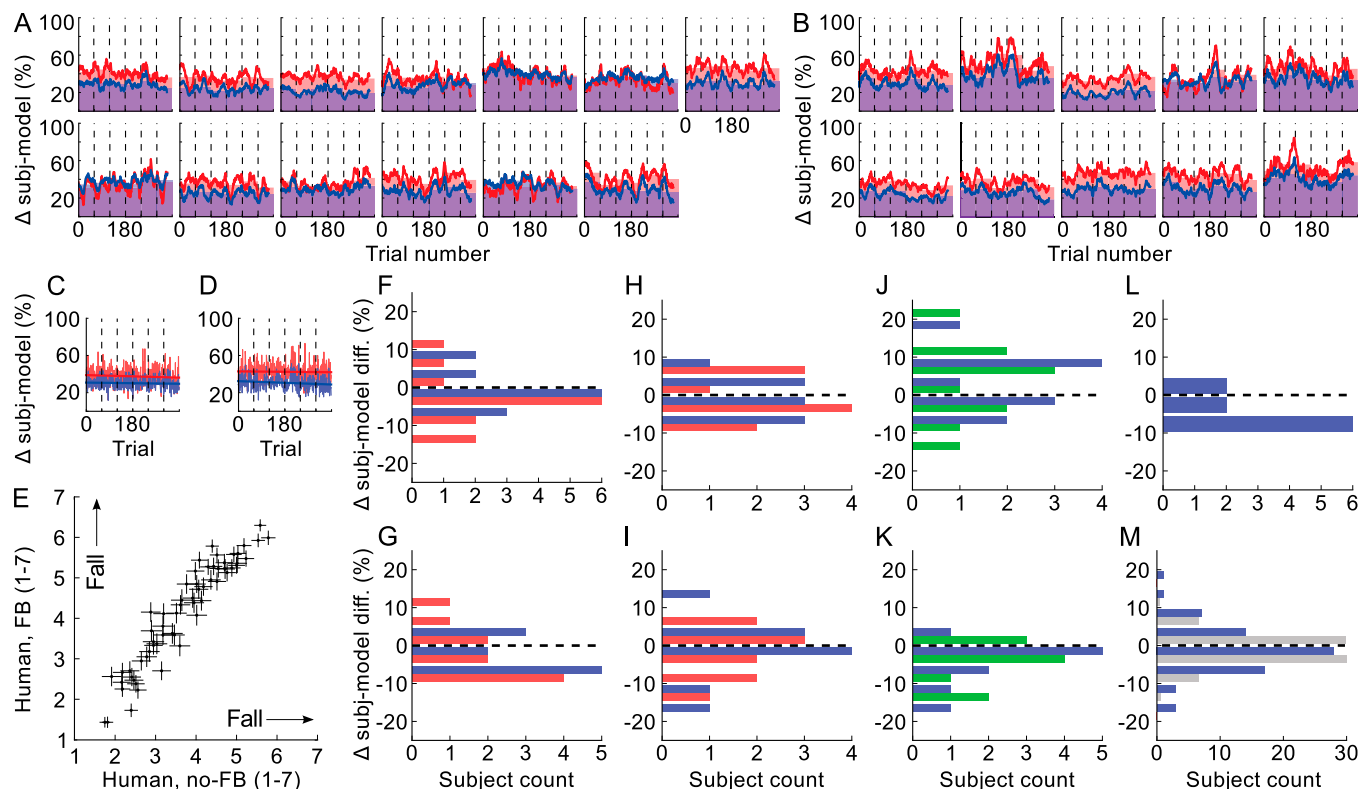 A
B
Δ subj-model (%)
100
60
20
100
60
20
0 180
0 180
0 180
0 180
0 180
0 180
0 180
Trial number
Δ subj-model (%)
100
60
20
100
60
20
0 180
0 180
0 180
0 180
0 180
Trial number
C
D
Δ subj-model (%)
100
60
20
0 180
Trial
100
60
20
0 180
Trial
E
Human, FB (1-7)
7
6
5
4
3
2
1
Fall
Fall
1 2 3 4 5 6 7
Human, no-FB (1-7)
F
H
J
L
Δ subj-model diff. (%)
20
10
0
-10
-20
0 1 2 3 4 5 6
20
10
0
-10
-20
0 1 2 3 4
20
10
0
-10
-20
0 1 2 3 4
20
10
0
-10
-20
0 1 2 3 4 5 6
G
I
K
M
Δ subj-model diff. (%)
20
10
0
-10
-20
0 1 2 3 4 5
Subject count
20
10
0
-10
-20
0 1 2 3 4
Subject count
20
10
0
-10
-20
0 1 2 3 4 5
Subject count
20
10
0
-10
-20
0 10 20 30
Subject count